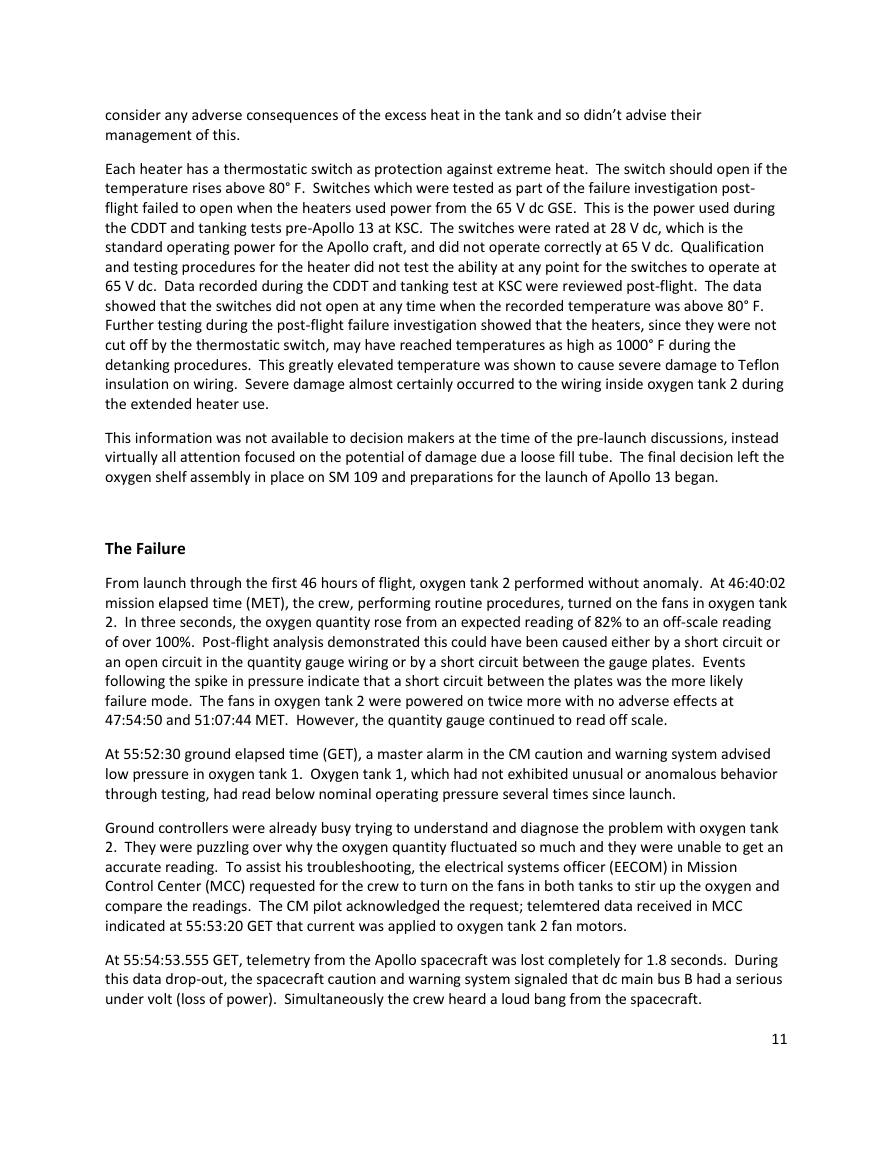 consider any adverse consequences of the excess heat in the tank and so didn’t advise their
management of this.
Each heater has a thermostatic switch as protection against extreme heat.  The switch should open if the
temperature rises above 80° F.  Switches which were tested as part of the failure investigation post-
flight failed to open when the heaters used power from the 65 V dc GSE.  This is the power used during
the CDDT and tanking tests pre-Apollo 13 at KSC.  The switches were rated at 28 V dc, which is the
standard operating power for the Apollo craft, and did not operate correctly at 65 V dc.  Qualification
and testing procedures for the heater did not test the ability at any point for the switches to operate at
65 V dc.  Data recorded during the CDDT and tanking test at KSC were reviewed post-flight.  The data
showed that the switches did not open at any time when the recorded temperature was above 80° F.
Further testing during the post-flight failure investigation showed that the heaters, since they were not
cut off by the thermostatic switch, may have reached temperatures as high as 1000° F during the
detanking procedures.  This greatly elevated temperature was shown to cause severe damage to Teflon
insulation on wiring.  Severe damage almost certainly occurred to the wiring inside oxygen tank 2 during
the extended heater use.
This information was not available to decision makers at the time of the pre-launch discussions, instead
virtually all attention focused on the potential of damage due a loose fill tube.  The final decision left the
oxygen shelf assembly in place on SM 109 and preparations for the launch of Apollo 13 began.
The Failure
From launch through the first 46 hours of flight, oxygen tank 2 performed without anomaly.  At 46:40:02
mission elapsed time (MET), the crew, performing routine procedures, turned on the fans in oxygen tank
2.  In three seconds, the oxygen quantity rose from an expected reading of 82% to an off-scale reading
of over 100%.  Post-flight analysis demonstrated this could have been caused either by a short circuit or
an open circuit in the quantity gauge wiring or by a short circuit between the gauge plates.  Events
following the spike in pressure indicate that a short circuit between the plates was the more likely
failure mode.  The fans in oxygen tank 2 were powered on twice more with no adverse effects at
47:54:50 and 51:07:44 MET.  However, the quantity gauge continued to read off scale.
At 55:52:30 ground elapsed time (GET), a master alarm in the CM caution and warning system advised
low pressure in oxygen tank 1.  Oxygen tank 1, which had not exhibited unusual or anomalous behavior
through testing, had read below nominal operating pressure several times since launch.
Ground controllers were already busy trying to understand and diagnose the problem with oxygen tank
2.  They were puzzling over why the oxygen quantity fluctuated so much and they were unable to get an
accurate reading.  To assist his troubleshooting, the electrical systems officer (EECOM) in Mission
Control Center (MCC) requested for the crew to turn on the fans in both tanks to stir up the oxygen and
compare the readings.  The CM pilot acknowledged the request; telemtered data received in MCC
indicated at 55:53:20 GET that current was applied to oxygen tank 2 fan motors.
At 55:54:53.555 GET, telemetry from the Apollo spacecraft was lost completely for 1.8 seconds.  During
this data drop-out, the spacecraft caution and warning system signaled that dc main bus B had a serious
under volt (loss of power).  Simultaneously the crew heard a loud bang from the spacecraft.
11